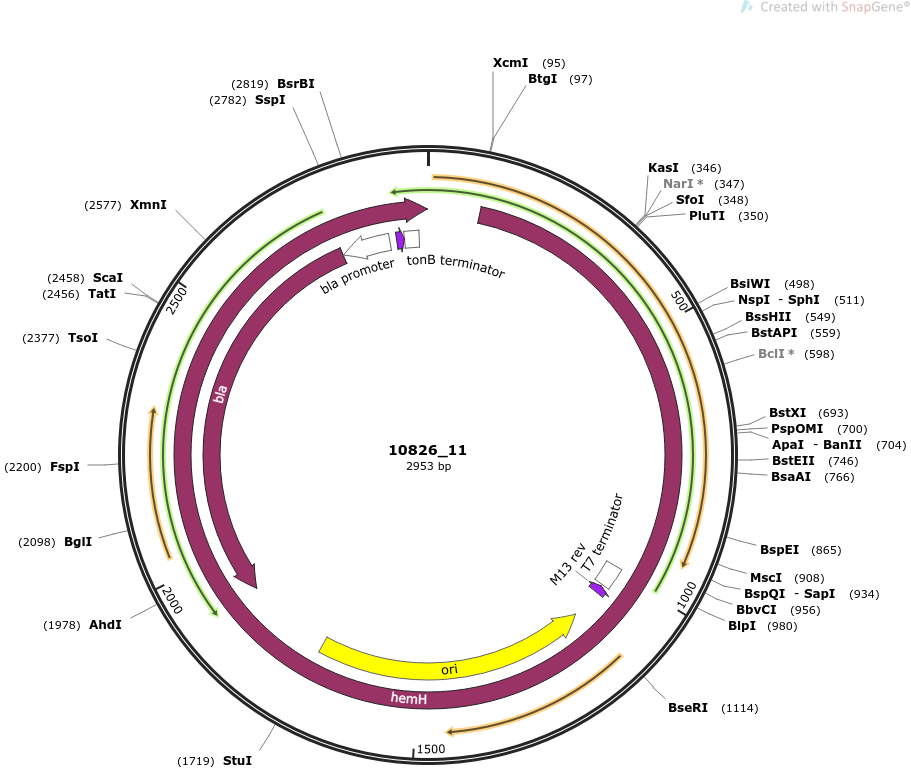 Created with SnapGene®
XcmI (95)
BtgI (97)
(2819) BsrBI
(2782) SspI
KasI (346)
NarI * (347)
SfoI (348)
PluTI (350)
(2577) XmnI
tonB terminator
bla promoter
(2458) ScaI
(2456) TatI
2500
500
BsiWI (498)
NspI - SphI (511)
BssHII (549)
BstAPI (559)
(2377) TsoI
BclI * (598)
bla
BstXI (693)
PspOMI (700)
ApaI - BanII (704)
BstEII (746)
BsaAI (766)
10826_11
2953 bp
(2200) FspI
(2098) BglI
T7 terminator
M13 rev
BspEI (865)
MscI (908)
BspQI - SapI (934)
BbvCI (956)
BlpI (980)
2000
1000
(1978) AhdI
ori
hemH
BseRI (1114)
1500
(1719) StuI